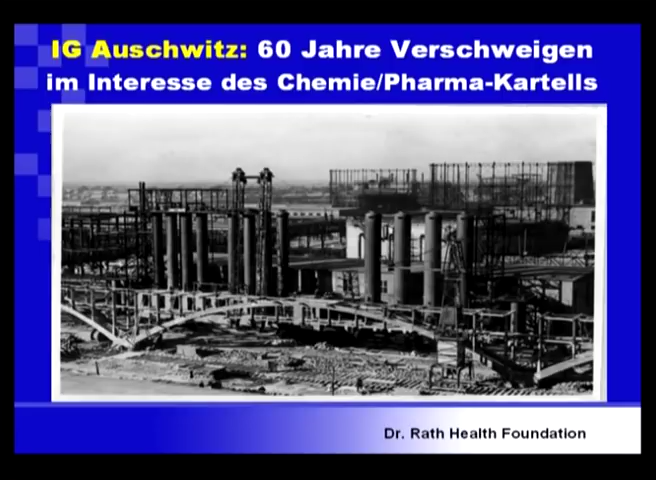 IG Auschwitz: 60 Jahre Verschweigen
im Interesse des Chemie/Pharma-Kartells
Dr. Rath Health Foundation